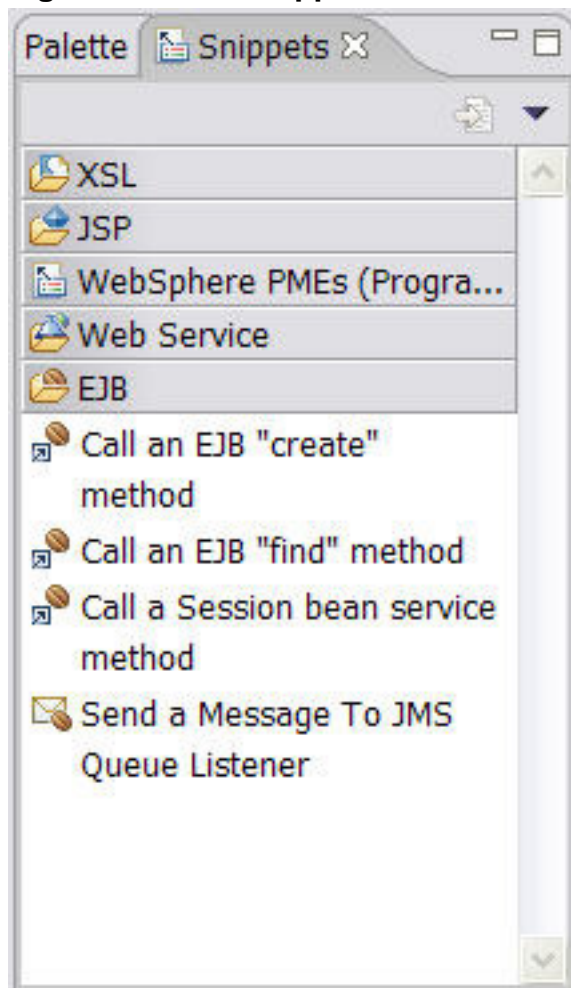 Palette Snippets
XSL
JSP
WebSphere PMEs (Progra...
Web Service
EJB
Call an EJB "create"
method
Call an EJB "find" method
Call a Session bean service
method
Send a Message To JMS
Queue Listener